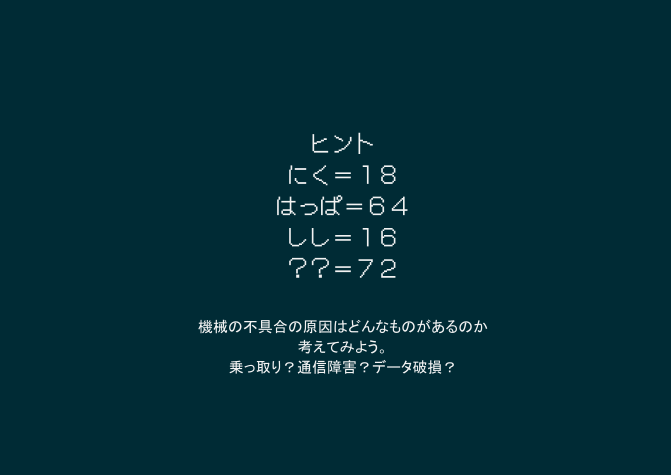 ヒント
にく＝１８
はっぱ＝６４
しし＝１６
？？＝７２
機械の不具合の原因はどんなものがあるのか
考えてみよう。
乗っ取り？通信障害？データ破損？